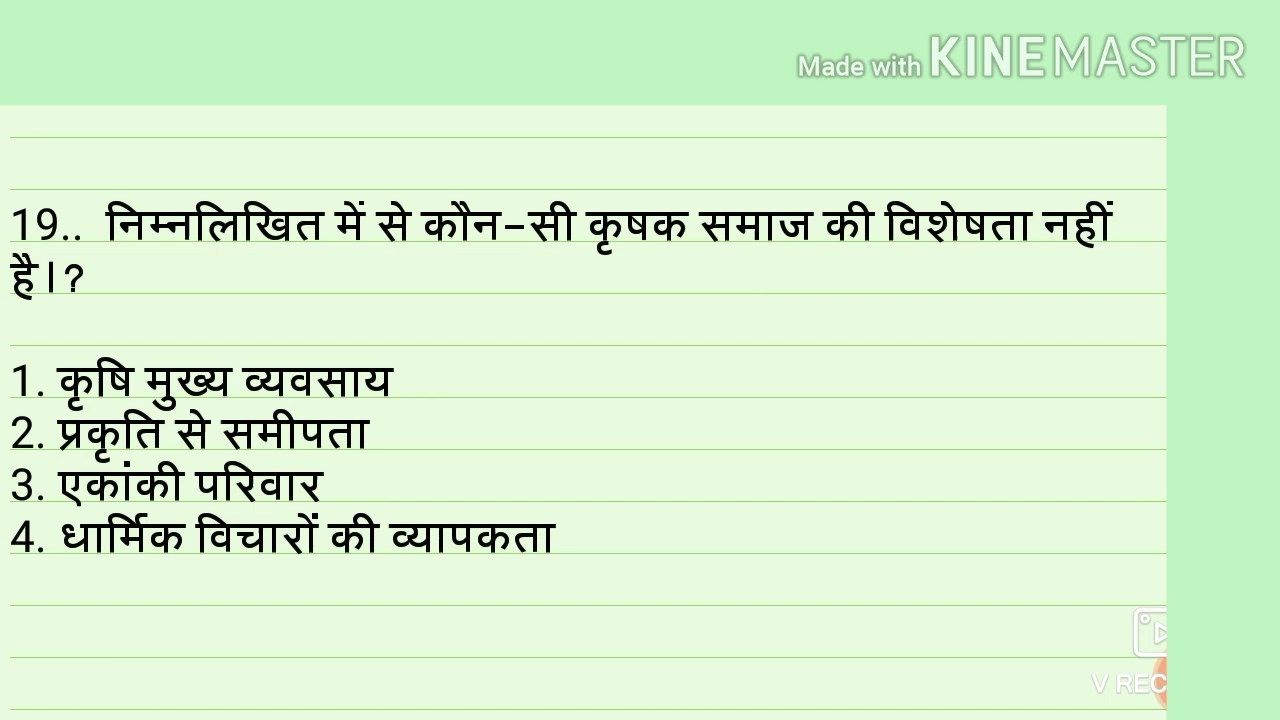 Made with KINEMASTER
19.. निम्नलिखित में से कौन-सी कृषक समाज की विशेषता नहीं
है।?
1. कृषि मुख्य व्यवसाय
2. प्रकृति से समीपता
3. एकांकी परिवार
4. धार्मिक विचारों की व्यापकता
V REC